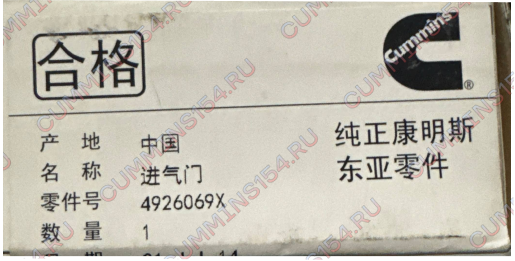 合格
Cummins
®
产 地 中国
名 称 进气门
零件号 4926069X
数 量 1
纯正康明斯
东亚零件
CUMMINS154.RU